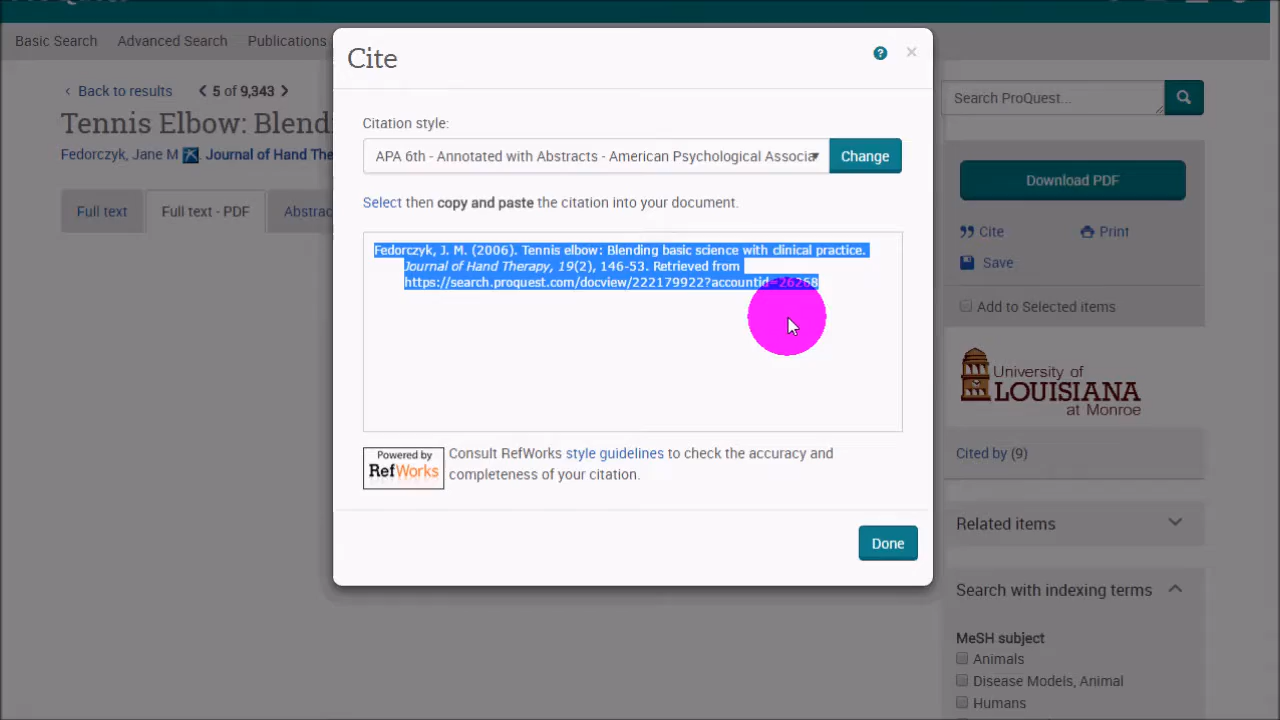 Basic Search Advanced Search Publications
Cite
Back to results 5 of 9,343
Tennis Elbow: Blendi
Fedorczyk, Jane M Journal of Hand The
Full text Full text - PDF Abstrac
Citation style:
APA 6th - Annotated with Abstracts - American Psychological Associa Change
Select then copy and paste the citation into your document.
Fedorczyk, J. M. (2006). Tennis elbow: Blending basic science with clinical practice.
Journal of Hand Therapy, 19(2), 146-53. Retrieved from
https://search.proquest.com/docview/222179922?accountid=26268
Powered by
RefWorks
Consult RefWorks style guidelines to check the accuracy and
completeness of your citation.
Done
Search ProQuest...
Download PDF
Cite Print
Save
Add to Selected items
University of
LOUISIANA
at Monroe
Cited by (9)
Related items
Search with indexing terms
MeSH subject
Animals
Disease Models, Animal
Humans